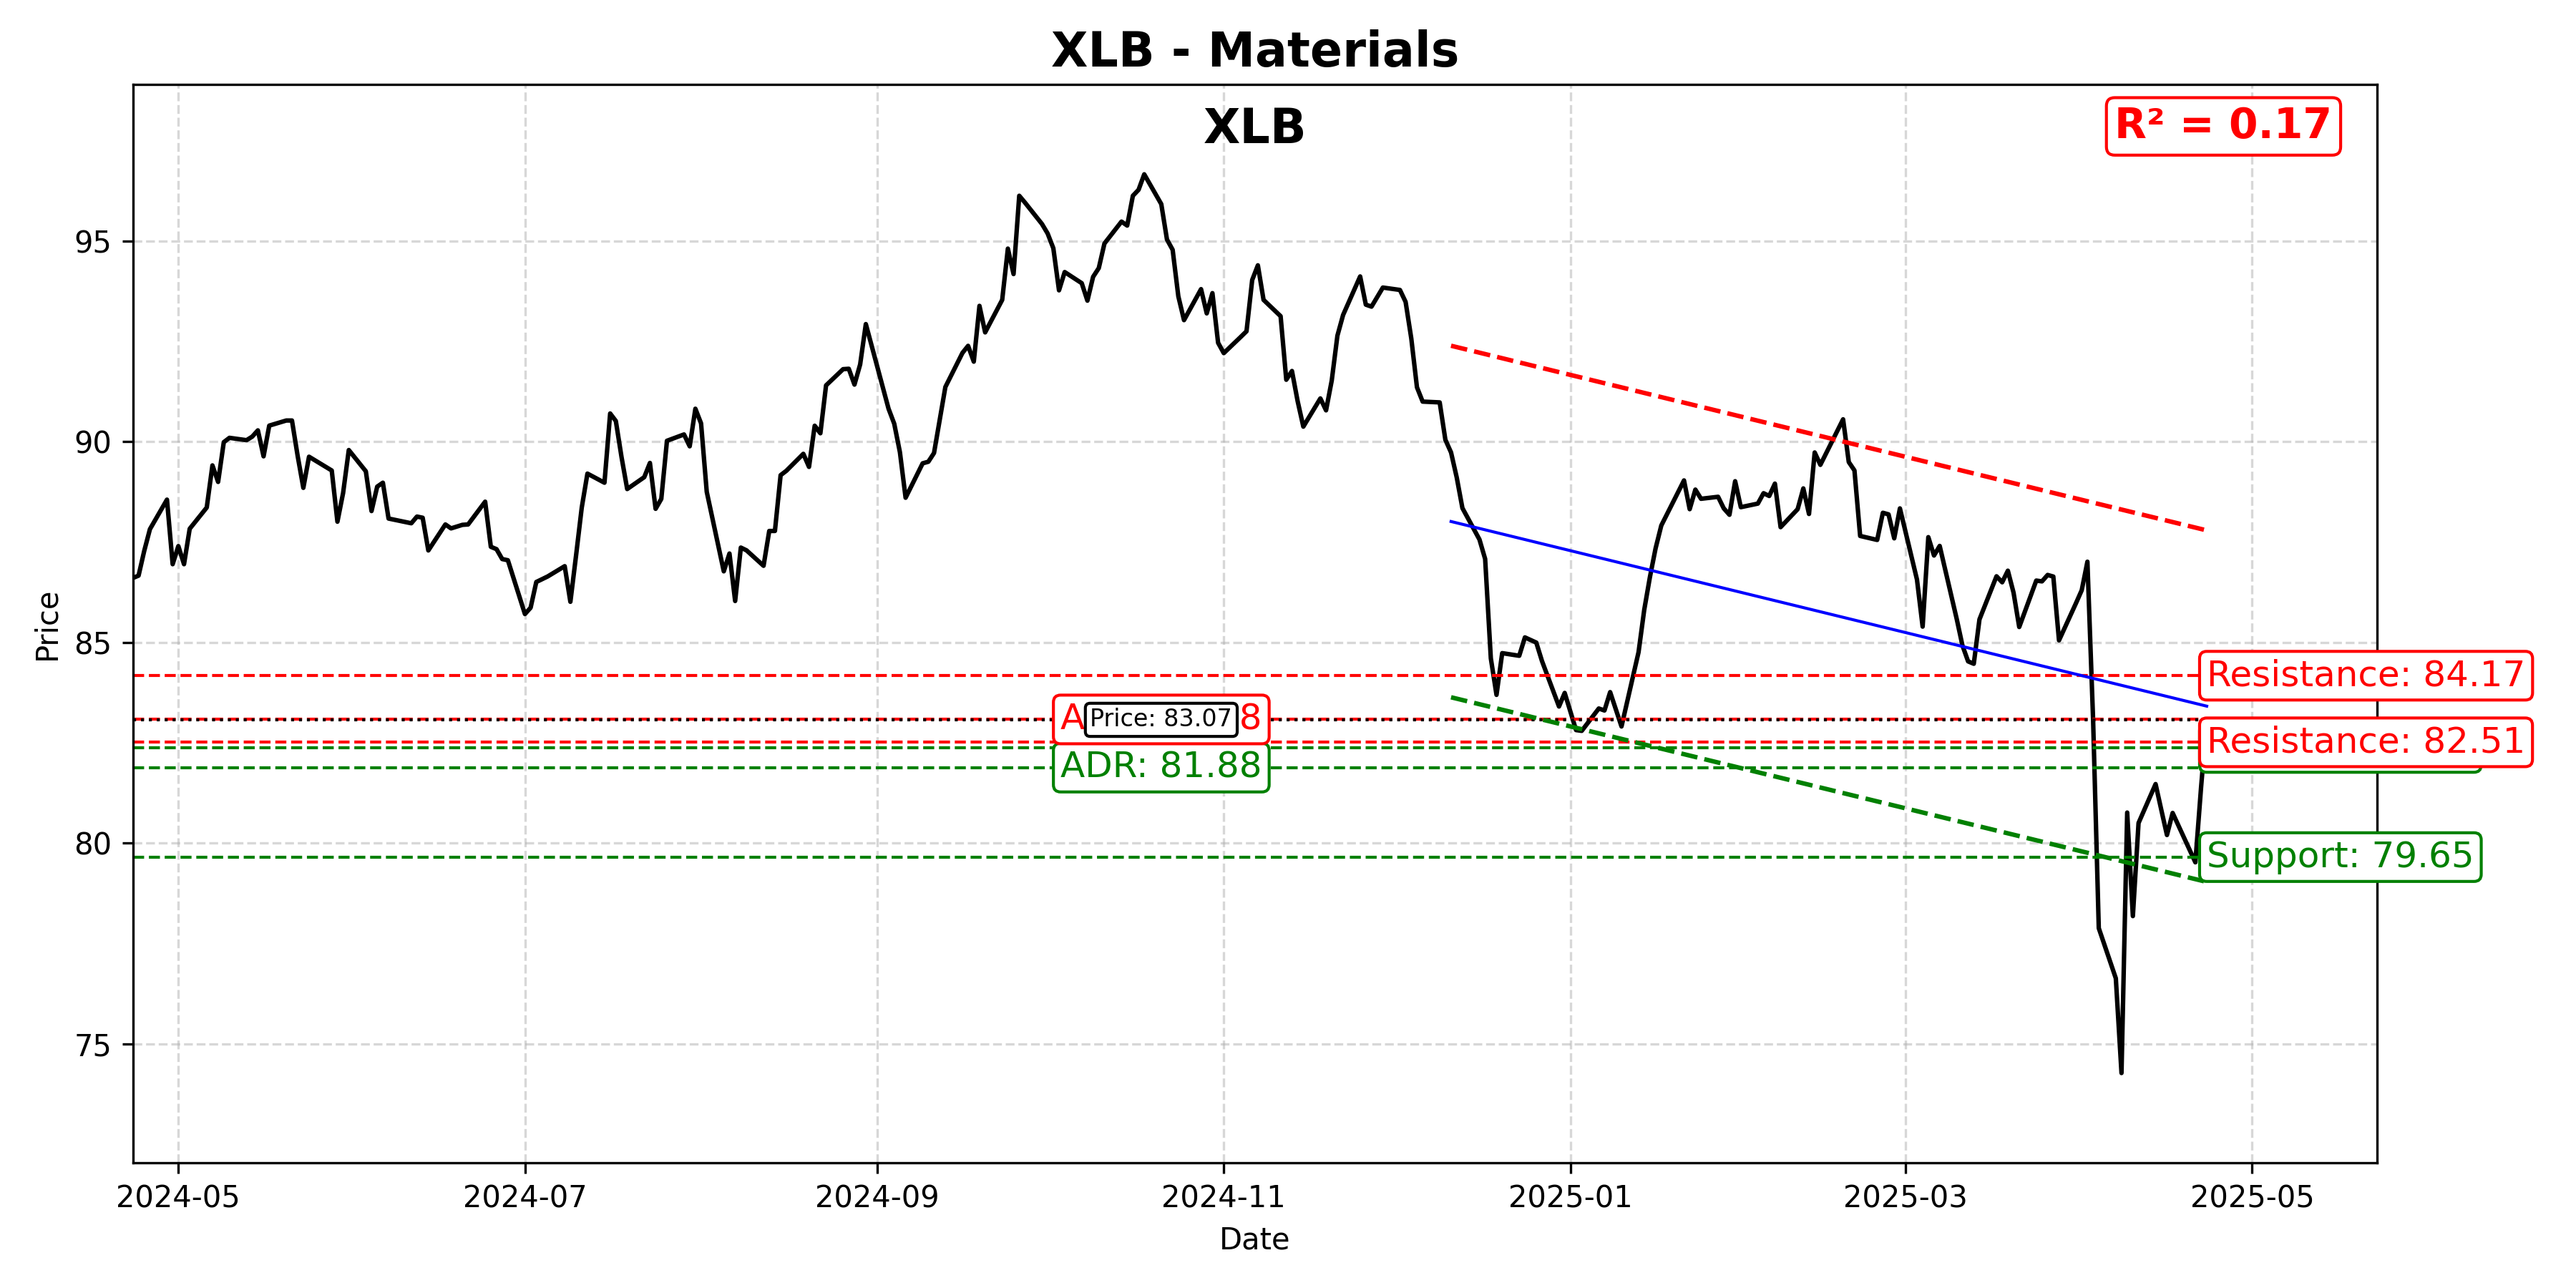 XLB - Materials
XLB
R² = 0.17
95
90
85
80
75
Price
Resistance: 84.17
Price: 83.07
Resistance: 82.51
ADR: 81.88
Support: 79.65
2024-05
2024-07
2024-09
2024-11
2025-01
2025-03
2025-05
Date